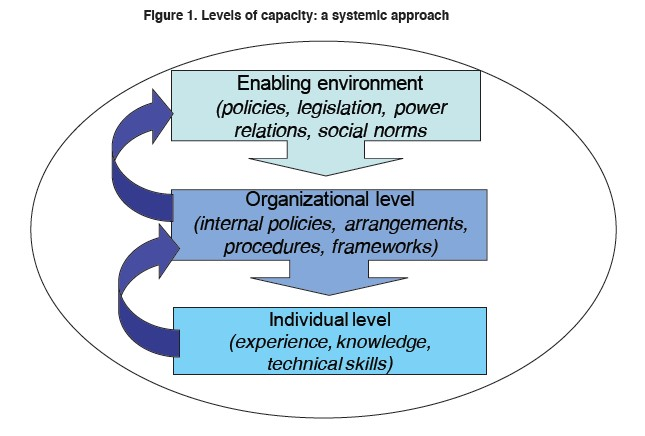 Figure 1. Levels of capacity: a systemic approach
Enabling environment
(policies, legislation, power
relations, social norms
Organizational level
(internal policies, arrangements,
procedures, frameworks)
Individual level
(experience, knowledge,
technical skills)